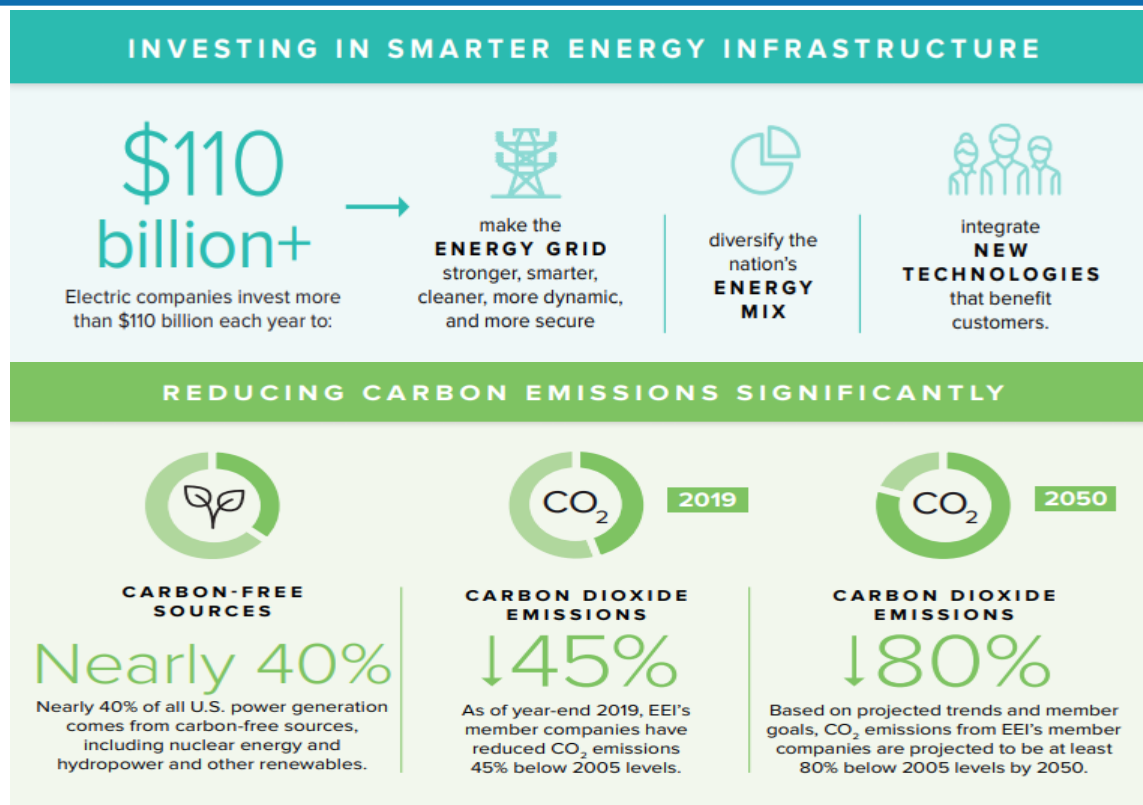 INVESTING IN SMARTER ENERGY INFRASTRUCTURE
$110
billion+
Electric companies invest more
than $110 billion each year to:
make the
ENERGY GRID
stronger, smarter,
cleaner, more dynamic,
and more secure
diversify the
nation's
ENERGY
MIX
integrate
NEW
TECHNOLOGIES
that benefit
customers.
REDUCING CARBON EMISSIONS SIGNIFICANTLY
CARBON-FREE
SOURCES
Nearly 40%
Nearly 40% of all U.S. power generation
comes from carbon-free sources,
including nuclear energy and
hydropower and other renewables.
CO₂
2019
CARBON DIOXIDE
EMISSIONS
↓45%
As of year-end 2019, EEI's
member companies have
reduced CO₂ emissions
45% below 2005 levels.
CO₂
2050
CARBON DIOXIDE
EMISSIONS
↓80%
Based on projected trends and member
goals, CO₂ emissions from EEI's member
companies are projected to be at least
80% below 2005 levels by 2050.